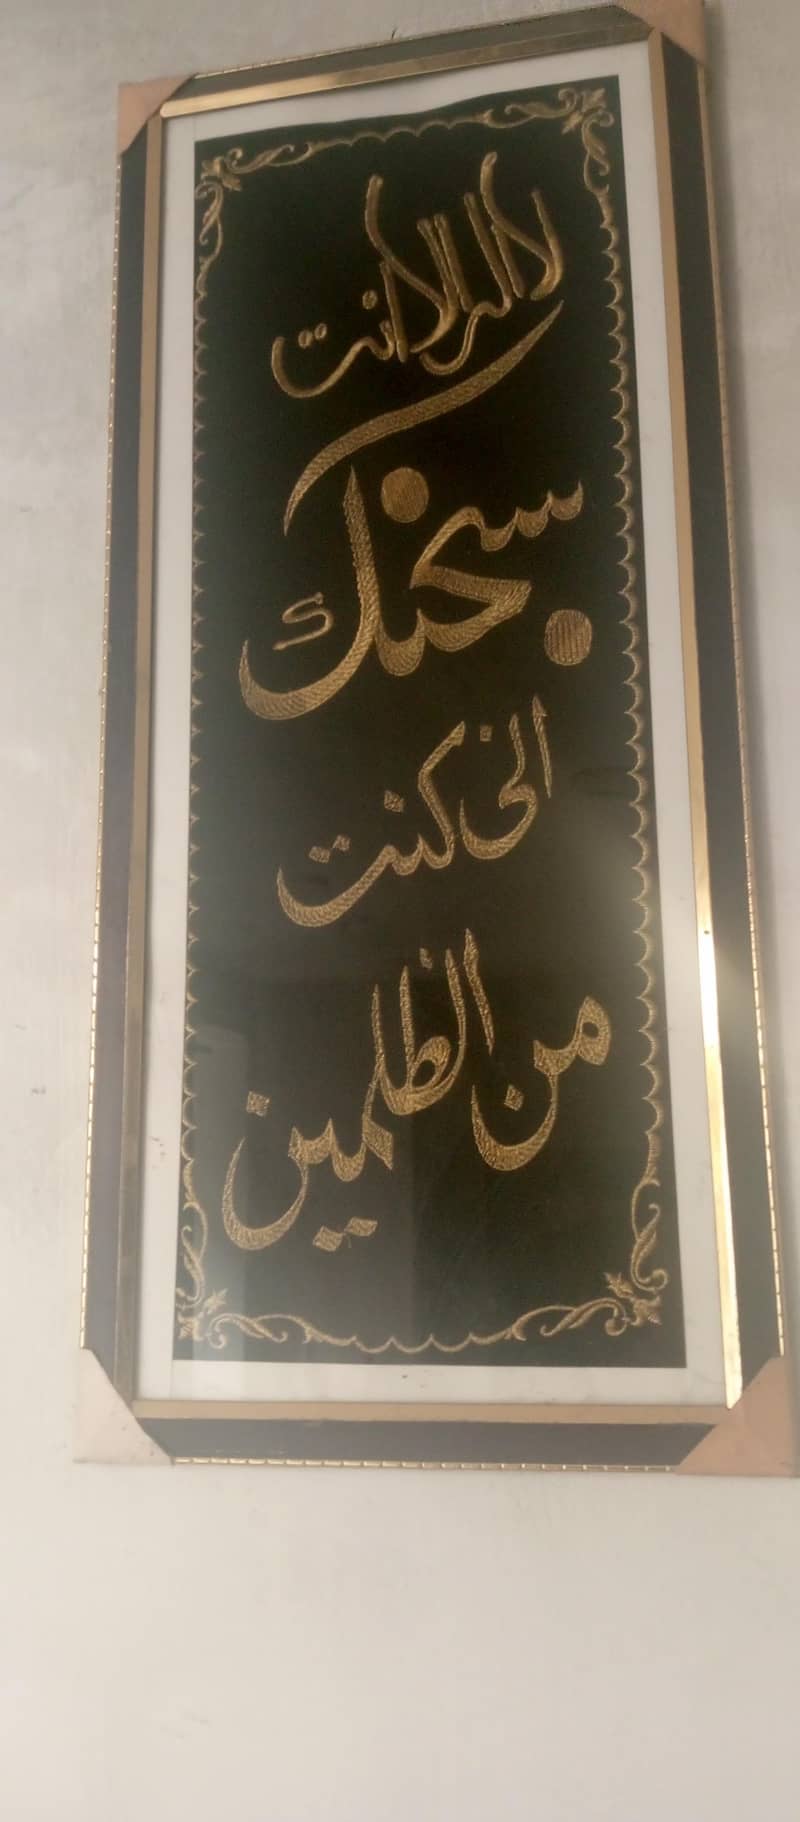 لا اله الا انت
سبحنك
انى كنت
من الظلمين